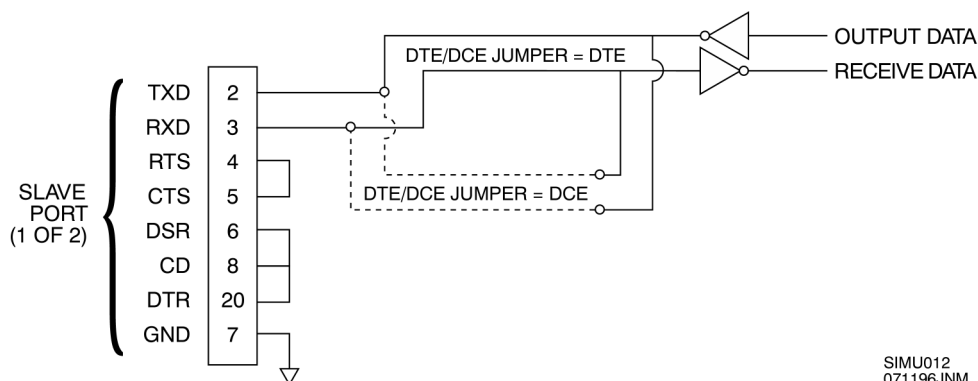 OUTPUT DATA
DTE/DCE JUMPER = DTE
RECEIVE DATA
TXD 2
RXD 3
RTS 4
CTS 5
SLAVE
PORT
(1 OF 2)
DTE/DCE JUMPER = DCE
DSR 6
CD 8
DTR 20
GND 7
SIMU012
071196JNM